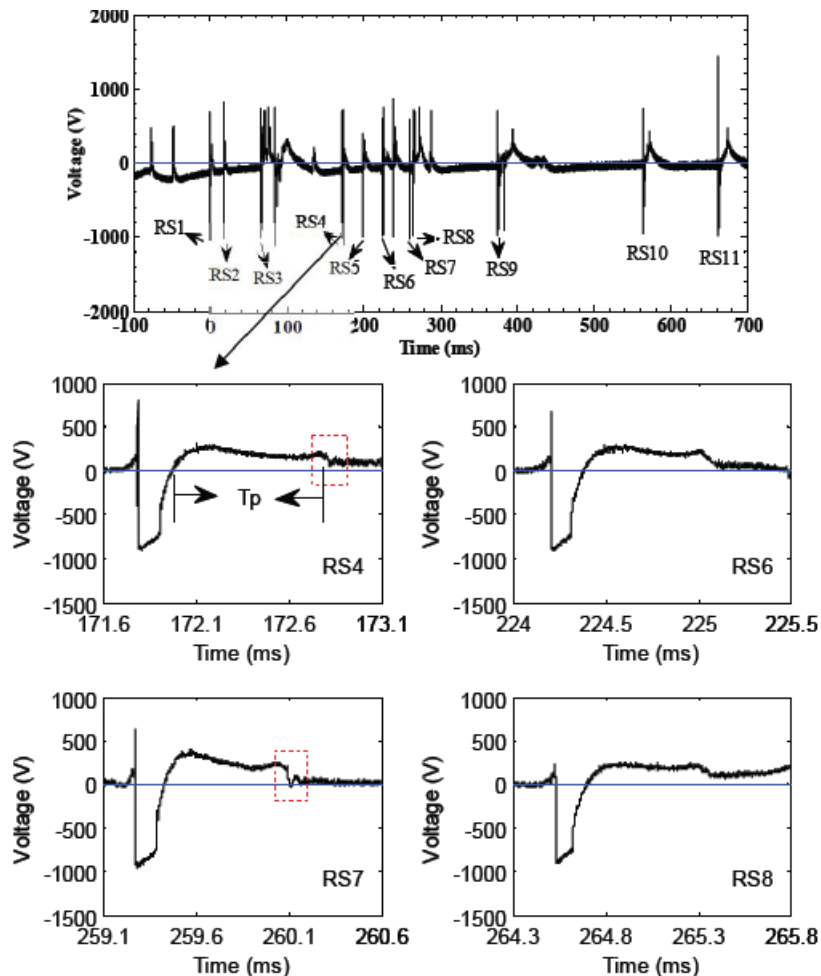 2000
1000
0
-1000
-2000
Voltage (V)
RS1
RS2
RS3
RS4
RS5
RS6
RS7
RS8
RS9
RS10
RS11
-100 0 100 200 300 400 500 600 700
Time (ms)
1000
500
0
-500
-1000
-1500
Voltage (V)
Tp
RS4
171.6 172.1 172.6 173.1
Time (ms)
1000
500
0
-500
-1000
-1500
Voltage (V)
RS6
224 224.5 225 225.5
Time (ms)
1000
500
0
-500
-1000
-1500
Voltage (V)
RS7
259.1 259.6 260.1 260.6
Time (ms)
1000
500
0
-500
-1000
-1500
Voltage (V)
RS8
264.3 264.8 265.3 265.8
Time (ms)